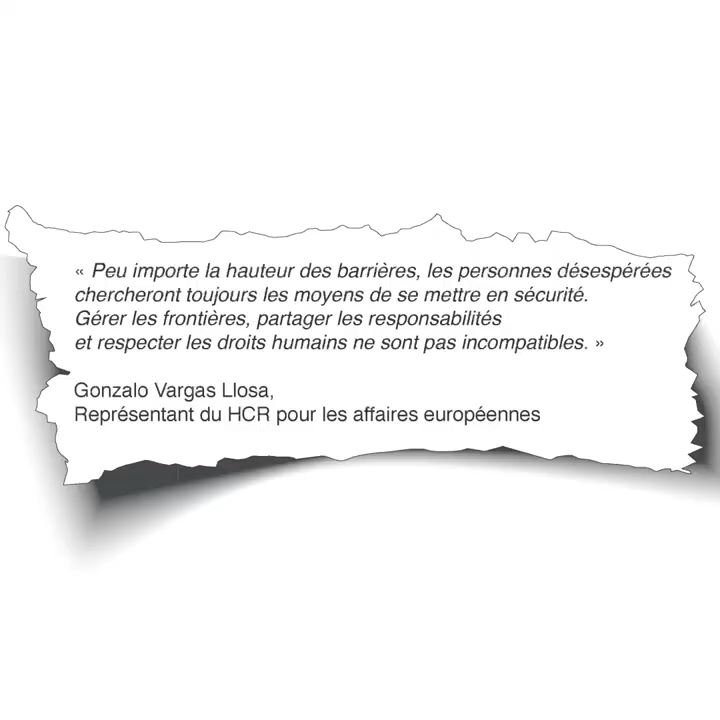 « Peu importe la hauteur des barrières, les personnes désespérées
chercheront toujours les moyens de se mettre en sécurité.
Gérer les frontières, partager les responsabilités
et respecter les droits humains ne sont pas incompatibles. »
Gonzalo Vargas Llosa,
Représentant du HCR pour les affaires européennes